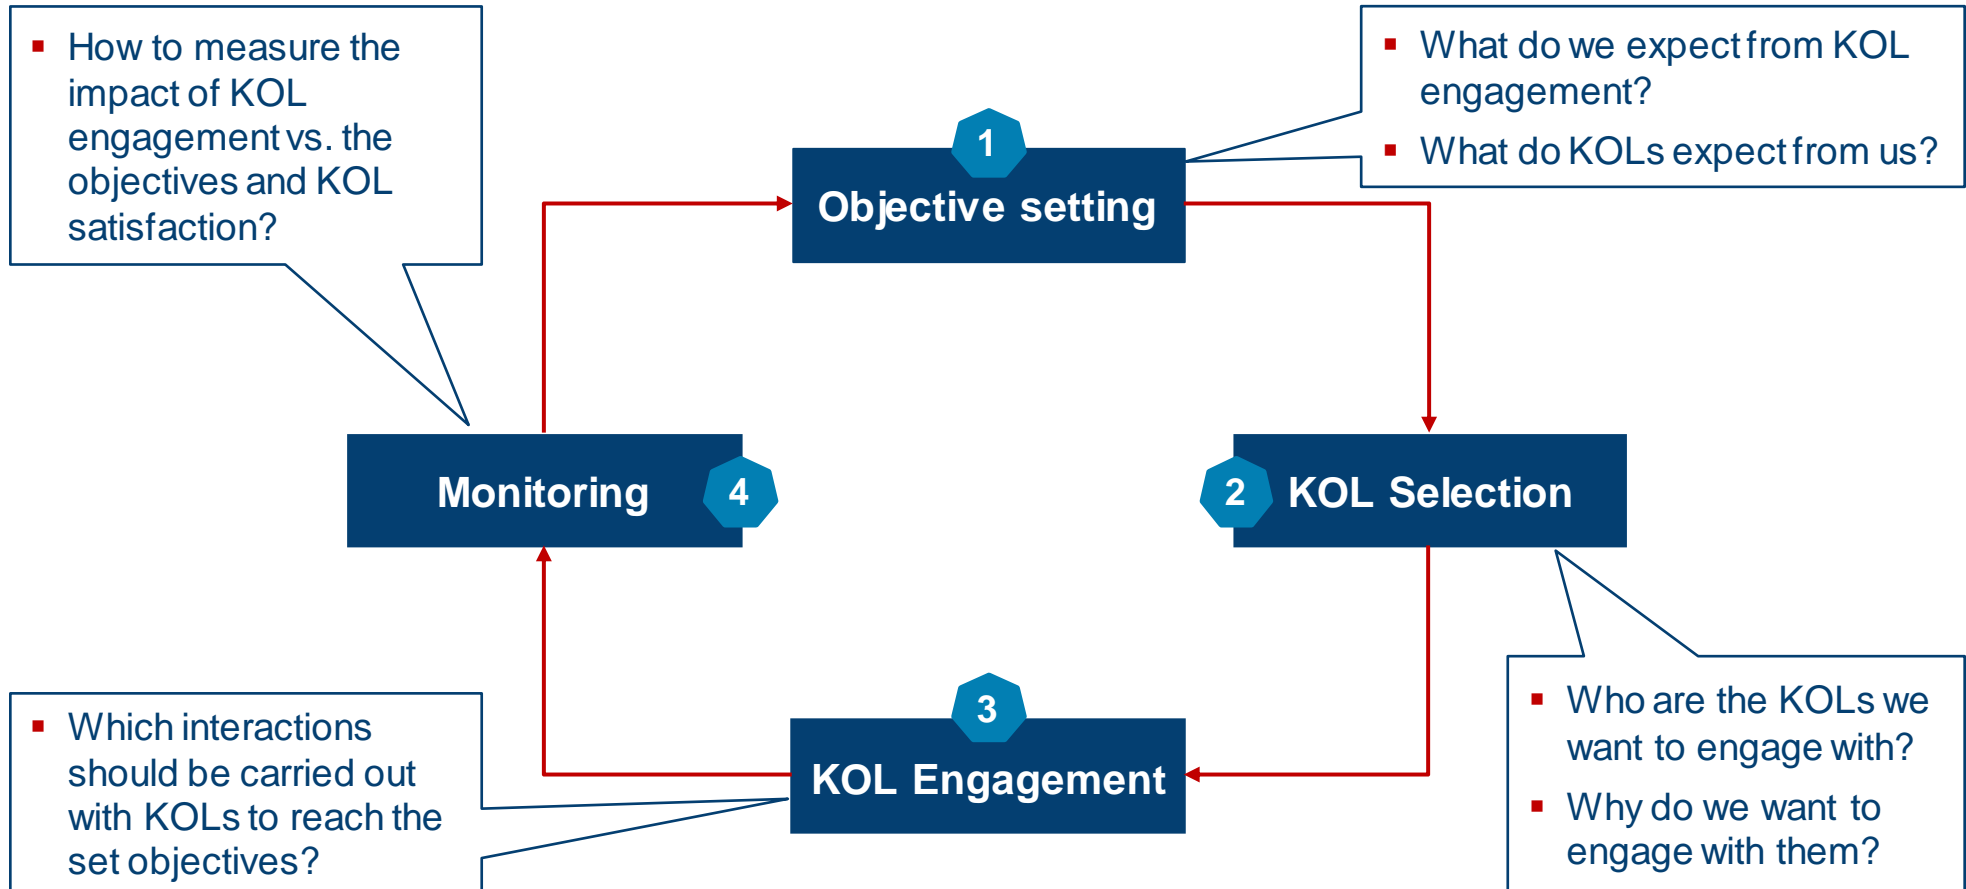 ▪ How to measure the
impact of KOL
engagement vs. the
objectives and KOL
satisfaction?
▪ What do we expect from KOL
engagement?
▪ What do KOLs expect from us?
1
Objective setting
Monitoring
4
2
KOL Selection
3
KOL Engagement
▪ Which interactions
should be carried out
with KOLs to reach the
set objectives?
▪ Who are the KOLs we
want to engage with?
▪ Why do we want to
engage with them?